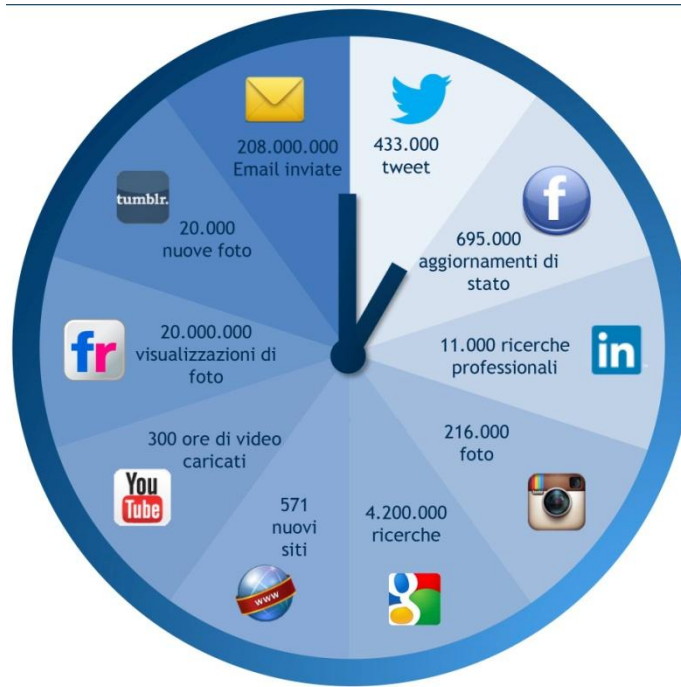 208.000.000
Email inviate
433.000
tweet
f
695.000
aggiornamenti di
stato
in
11.000 ricerche
professionali
216.000
foto
4.200.000
ricerche
g
www
571
nuovi
siti
You
Tube
300 ore di video
caricati
fr
20.000.000
visualizzazioni di
foto
tumblr.
20.000
nuove foto